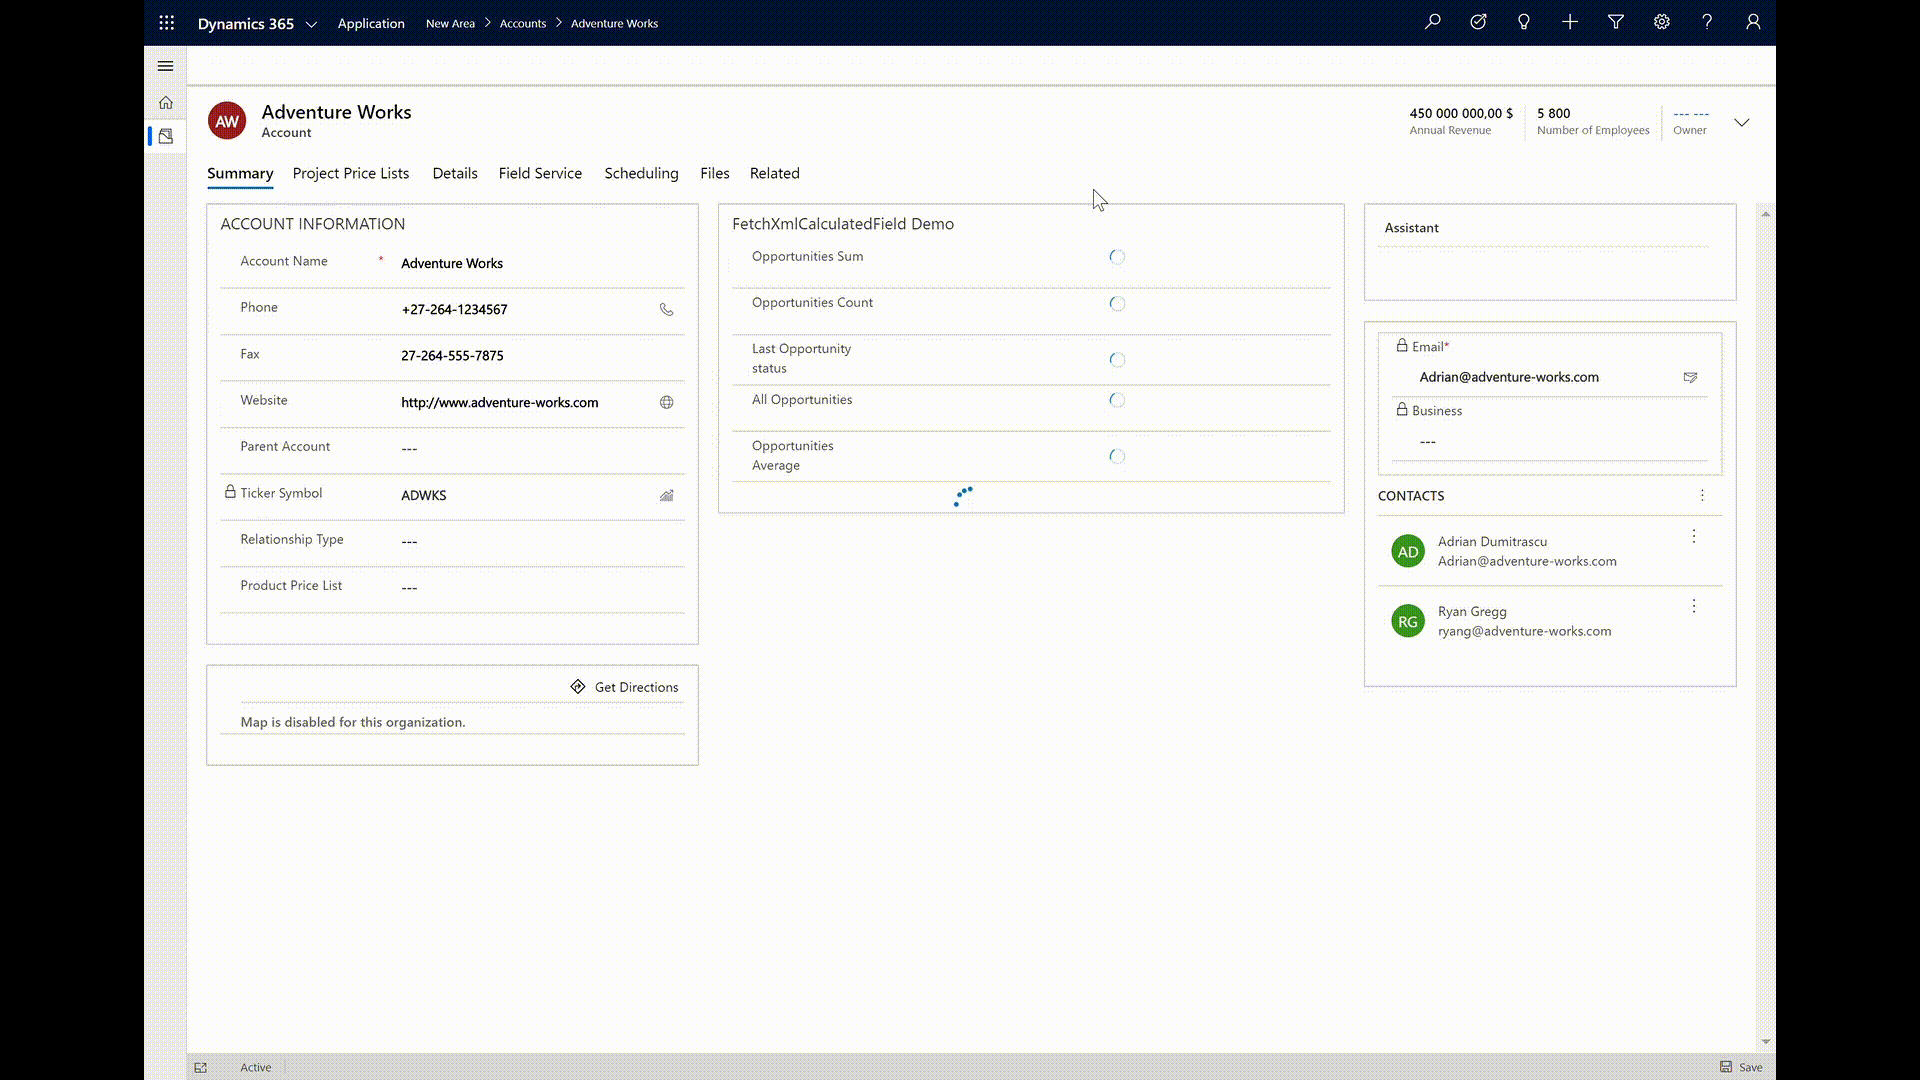 Dynamics 365 Application New Area Accounts Adventure Works
AW
Adventure Works
Account
450 000 000,00 $
Annual Revenue
5 800
Number of Employees
--- ---
Owner
Summary Project Price Lists Details Field Service Scheduling Files Related
ACCOUNT INFORMATION
Account Name * Adventure Works
Phone +27-264-1234567
Fax 27-264-555-7875
Website http://www.adventure-works.com
Parent Account ---
Ticker Symbol ADWKS
Relationship Type ---
Product Price List ---
Get Directions
Map is disabled for this organization.
FetchXmlCalculatedField Demo
Opportunities Sum
Opportunities Count
Last Opportunity
status
All Opportunities
Opportunities
Average
Assistant
Email*
Adrian@adventure-works.com
Business
---
CONTACTS
AD
Adrian Dumitrascu
Adrian@adventure-works.com
RG
Ryan Gregg
ryang@adventure-works.com
Active
Save